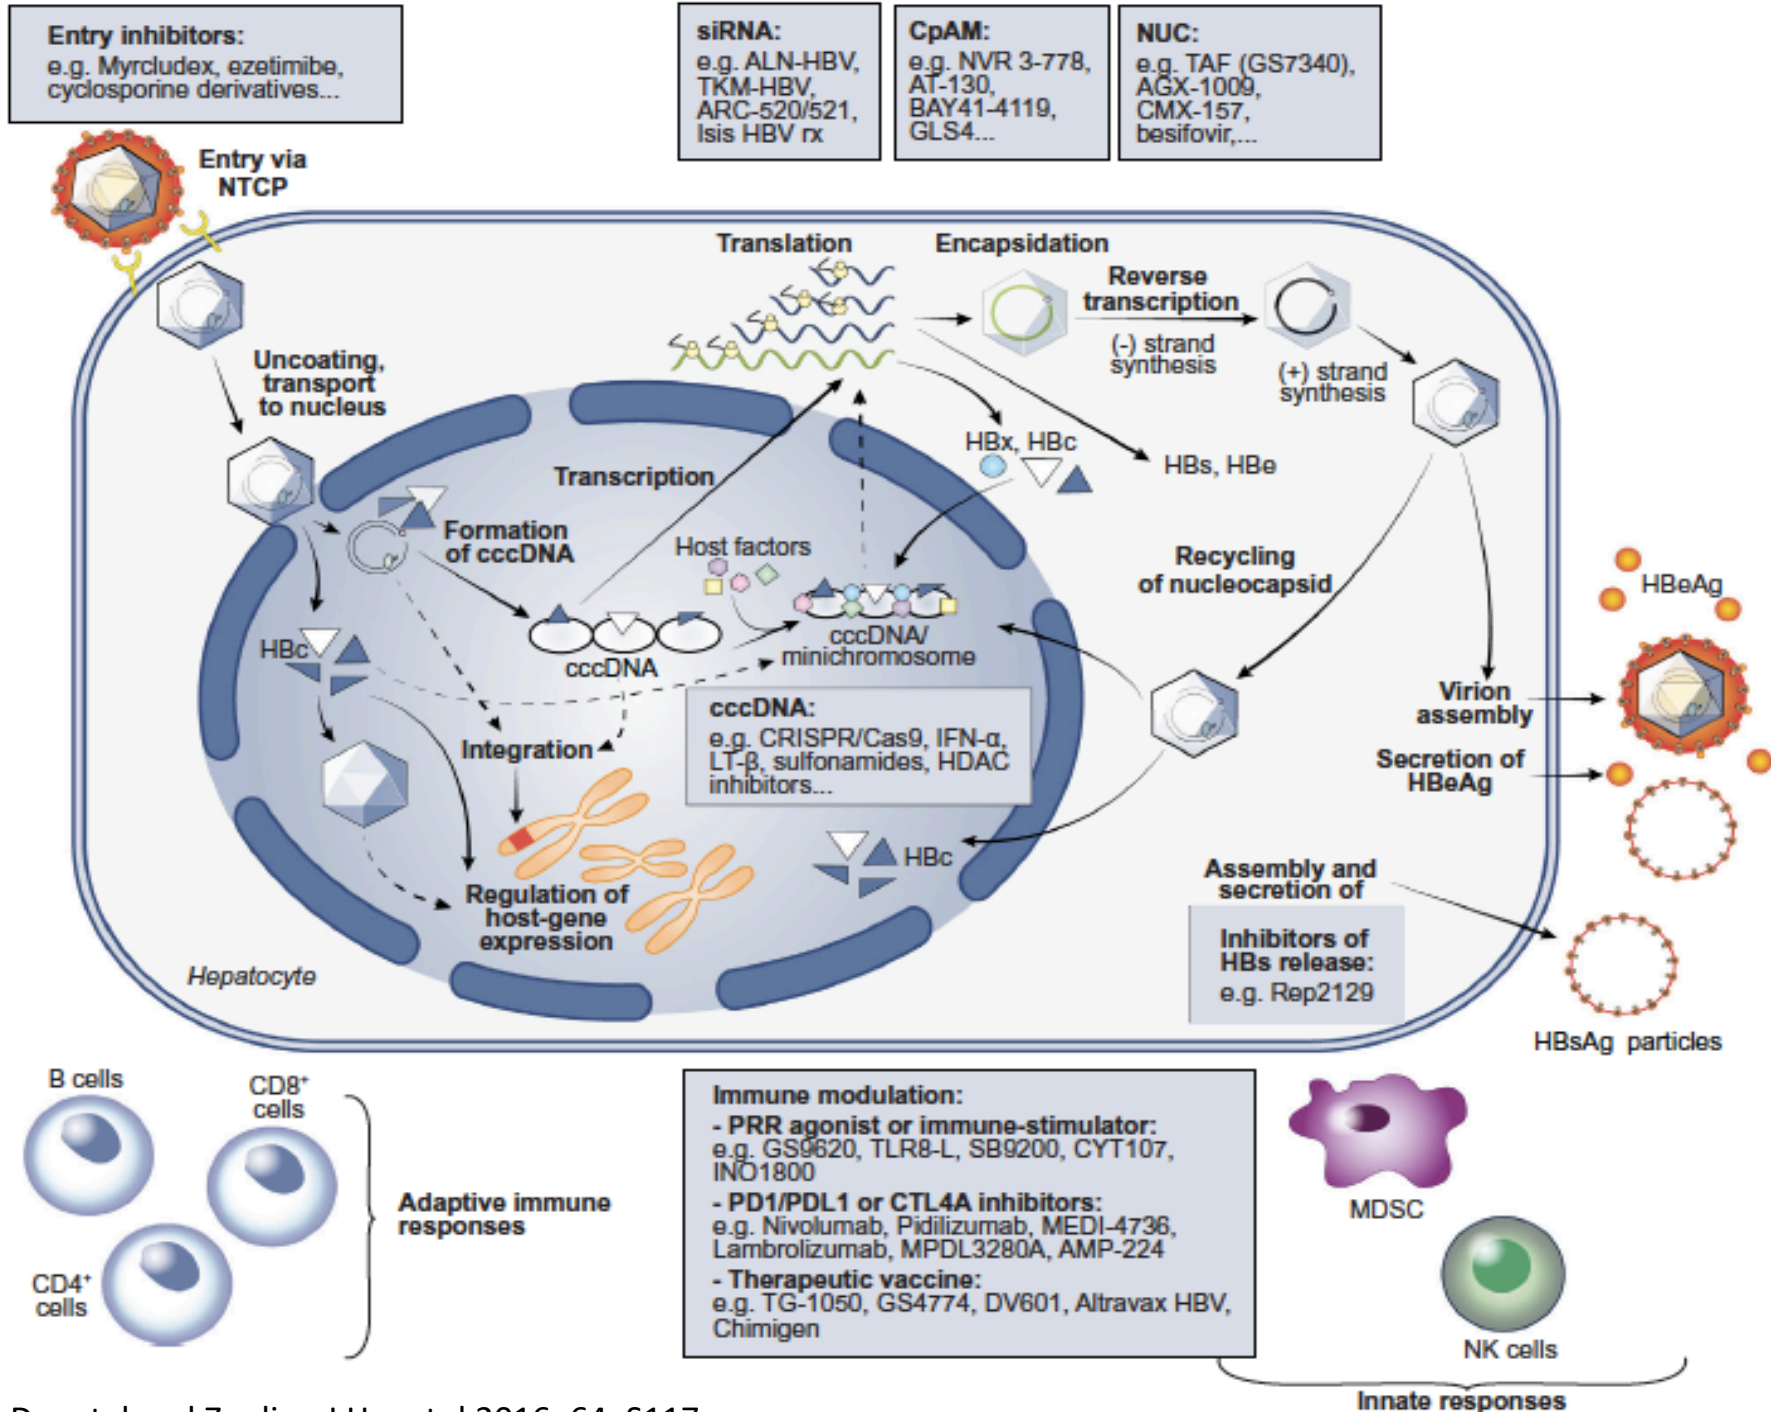 Entry inhibitors:
e.g. Myrcludex, ezetimibe,
cyclosporine derivatives...
siRNA:
e.g. ALN-HBV,
TKM-HBV,
ARC-520/521,
Isis HBV rx
CpAM:
e.g. NVR 3-778,
AT-130,
BAY41-4119,
GLS4...
NUC:
e.g. TAF (GS7340),
AGX-1009,
CMX-157,
besifovir,...
Entry via
NTCP
Translation
Encapsidation
Reverse
transcription
(-) strand
synthesis
(+) strand
synthesis
Uncoating,
transport
to nucleus
HBx, HBc
HBs, HBe
Transcription
Formation
of cccDNA
Host factors
Recycling
of nucleocapsid
HBeAg
HBc
cccDNA
cccDNA/
minichromosome
cccDNA:
e.g. CRISPR/Cas9, IFN-α,
LT-β, sulfonamides, HDAC
inhibitors...
Integration
Virion
assembly
Secretion of
HBeAg
HBc
Regulation of
host-gene
expression
Assembly and
secretion of
Inhibitors of
HBs release:
e.g. Rep2129
Hepatocyte
HBsAg particles
B cells
CD8+
cells
CD4+
cells
Adaptive immune
responses
Immune modulation:
- PRR agonist or immune-stimulator:
e.g. GS9620, TLR8-L, SB9200, CYT107,
INO1800
- PD1/PDL1 or CTL4A inhibitors:
e.g. Nivolumab, Pidilizumab, MEDI-4736,
Lambrolizumab, MPDL3280A, AMP-224
- Therapeutic vaccine:
e.g. TG-1050, GS4774, DV601, Altravax HBV,
Chimigen
MDSC
NK cells
Innate responses